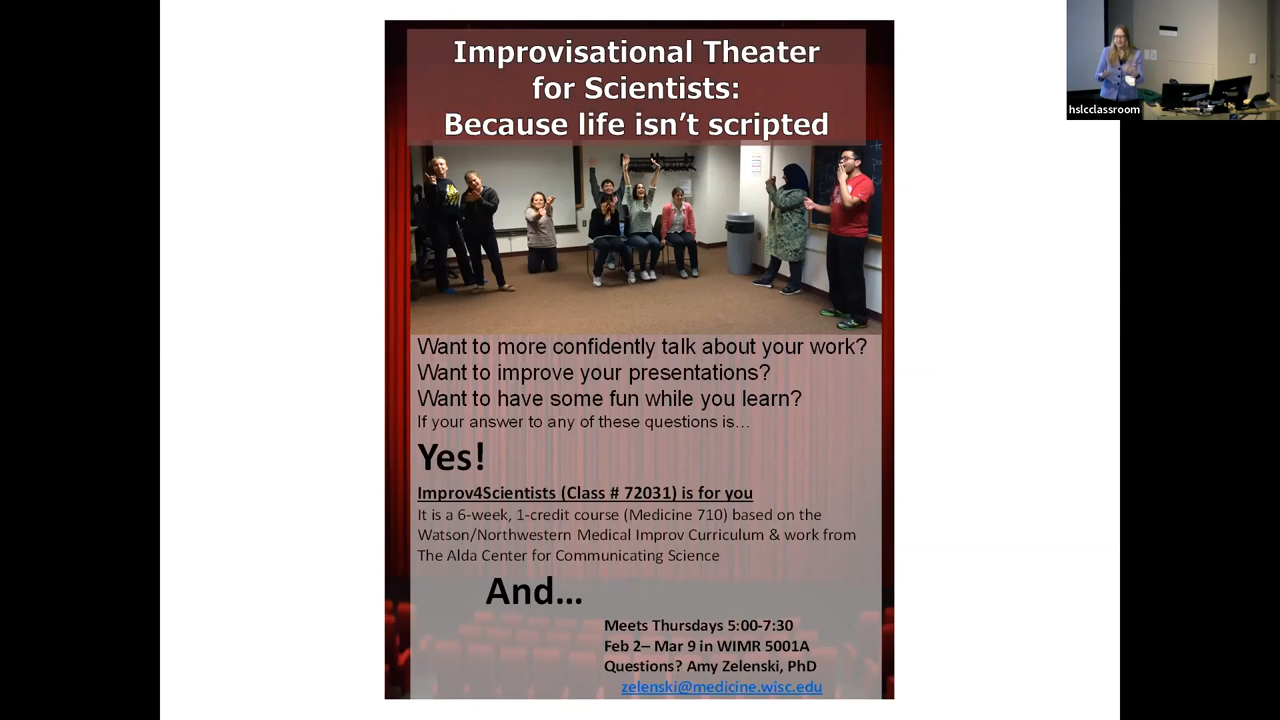 Improvisational Theater
for Scientists:
Because life isn't scripted
hslcclassroom
Want to more confidently talk about your work?
Want to improve your presentations?
Want to have some fun while you learn?
If your answer to any of these questions is…
Yes!
Improv4Scientists (Class # 72031) is for you
It is a 6-week, 1-credit course (Medicine 710) based on the
Watson/Northwestern Medical Improv Curriculum & work from
The Alda Center for Communicating Science
And…
Meets Thursdays 5:00-7:30
Feb 2– Mar 9 in WIMR 5001A
Questions? Amy Zelenski, PhD
zelenski@medicine.wisc.edu